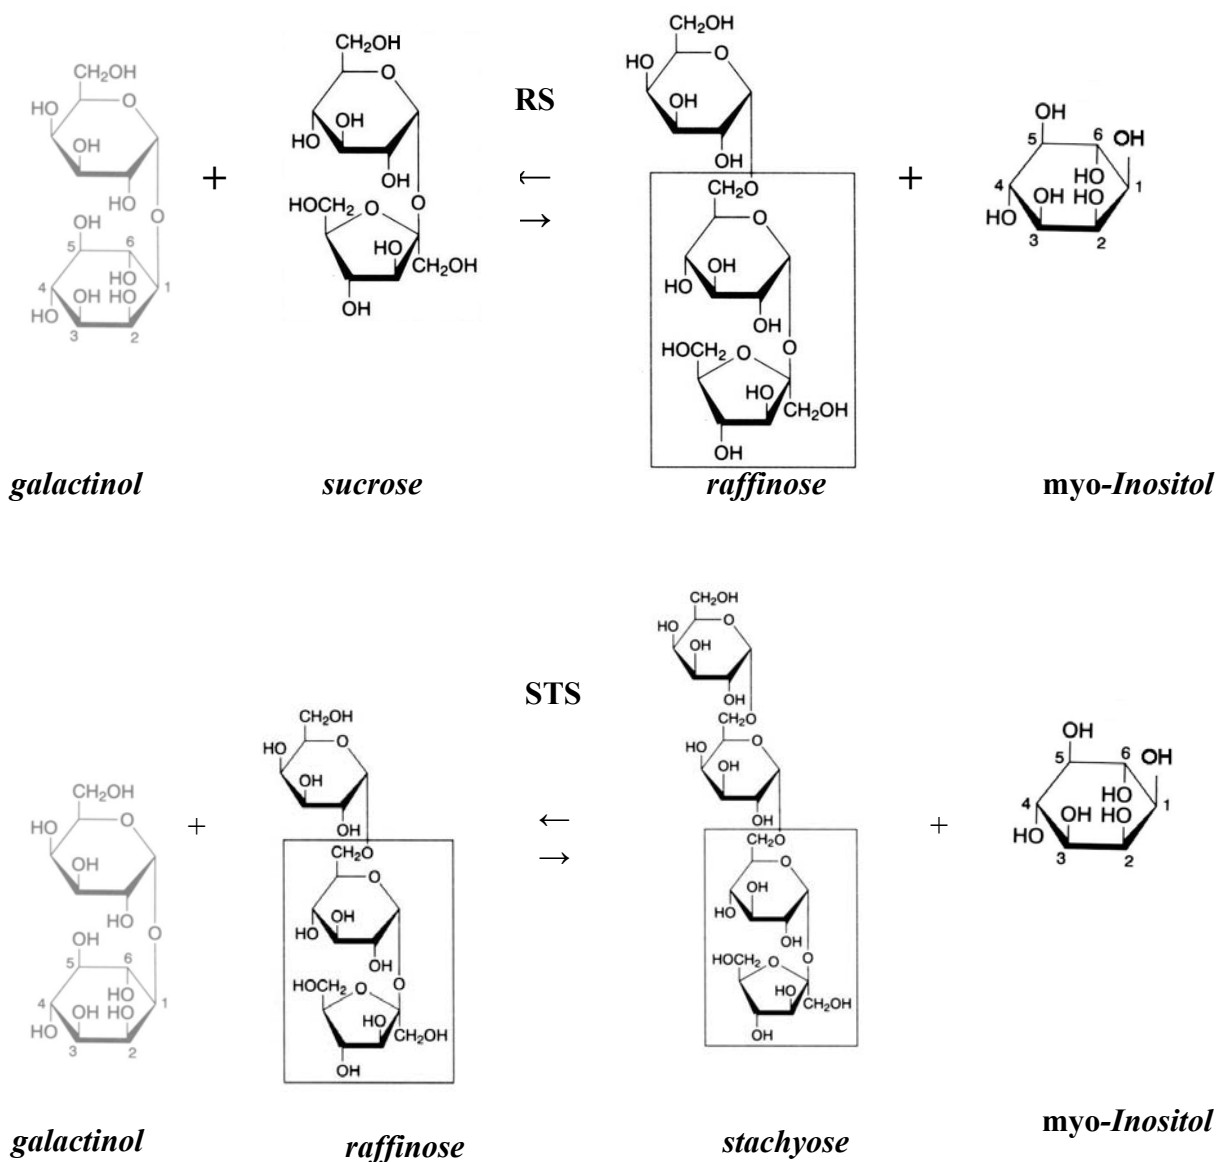 CH2OH
O
HO
OH
OH
HO
O
OH
5
6
HO
4
OH
HO
1
HO
3
2
+
CH2OH
O
OH
HO
OH
O
HOCH2
O
HO
CH2OH
OH
RS
←
→
CH2OH
O
HO
OH
OH
O
CH2O
O
OH
HO
OH
O
HOCH2
O
HO
CH2OH
OH
+
OH
5
6
OH
HO
4
OH
HO
1
HO
3
2
galactinol
sucrose
raffinose
myo-Inositol
CH2OH
O
HO
OH
HO
O
OH
5
6
HO
4
OH
HO
1
HO
3
2
+
CH2OH
O
HO
OH
OH
CH2O
O
OH
HO
OH
O
HOCH2
O
HO
CH2OH
OH
STS
←
→
CH2OH
O
HO
OH
OH
CH2O
O
HO
OH
OH
CH2O
O
OH
HO
OH
O
HOCH2
O
HO
CH2OH
OH
+
OH
5
6
OH
HO
4
OH
HO
1
HO
3
2
galactinol
raffinose
stachyose
myo-Inositol